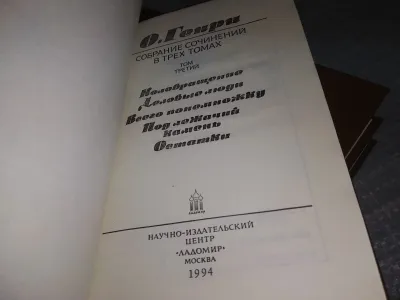 О. Генри
СОБРАНИЕ СОЧИНЕНИЙ
В ТРЕХ ТОМАХ
ТОМ
ТРЕТИЙ
Коловращение
Деловые люди
Всего понемножку
Под лежачий
камень
Остатки
ЛАДОМИР
НАУЧНО-ИЗДАТЕЛЬСКИЙ
ЦЕНТР
«ЛАДОМИР»
МОСКВА
1994